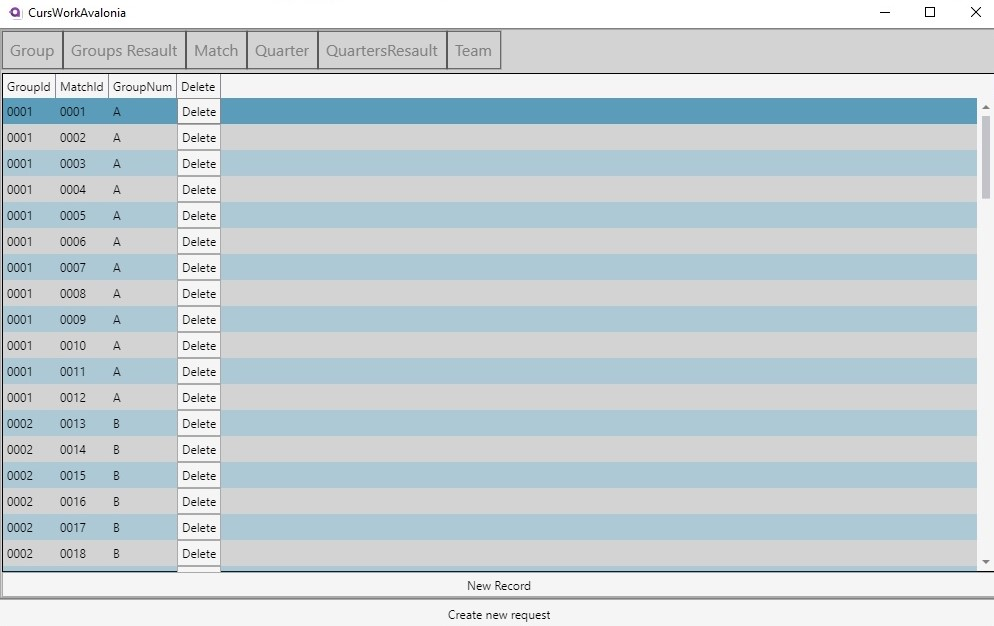 CursWorkAvalonia
Group Groups Resault Match Quarter QuartersResault Team
GroupId MatchId GroupNum Delete
0001 0001 A Delete
0001 0002 A Delete
0001 0003 A Delete
0001 0004 A Delete
0001 0005 A Delete
0001 0006 A Delete
0001 0007 A Delete
0001 0008 A Delete
0001 0009 A Delete
0001 0010 A Delete
0001 0011 A Delete
0001 0012 A Delete
0002 0013 B Delete
0002 0014 B Delete
0002 0015 B Delete
0002 0016 B Delete
0002 0017 B Delete
0002 0018 B Delete
New Record
Create new request